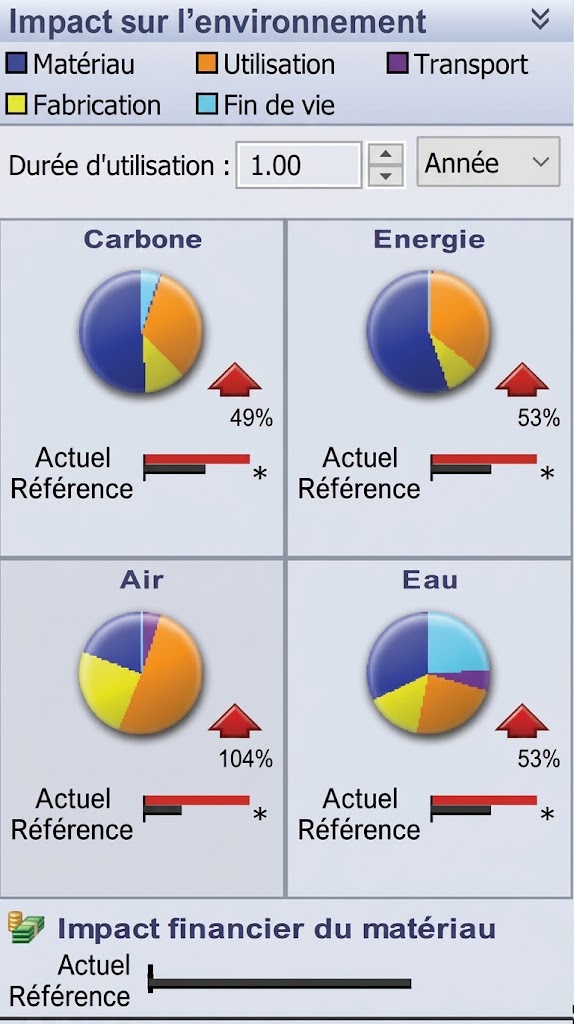 Impact sur l’environnement
Matériau Utilisation Transport
Fabrication Fin de vie
Durée d'utilisation : 1.00 Année
Carbone
49%
Actuel
Référence *
Energie
53%
Actuel
Référence *
Air
104%
Actuel
Référence *
Eau
53%
Actuel
Référence *
Impact financier du matériau
Actuel
Référence